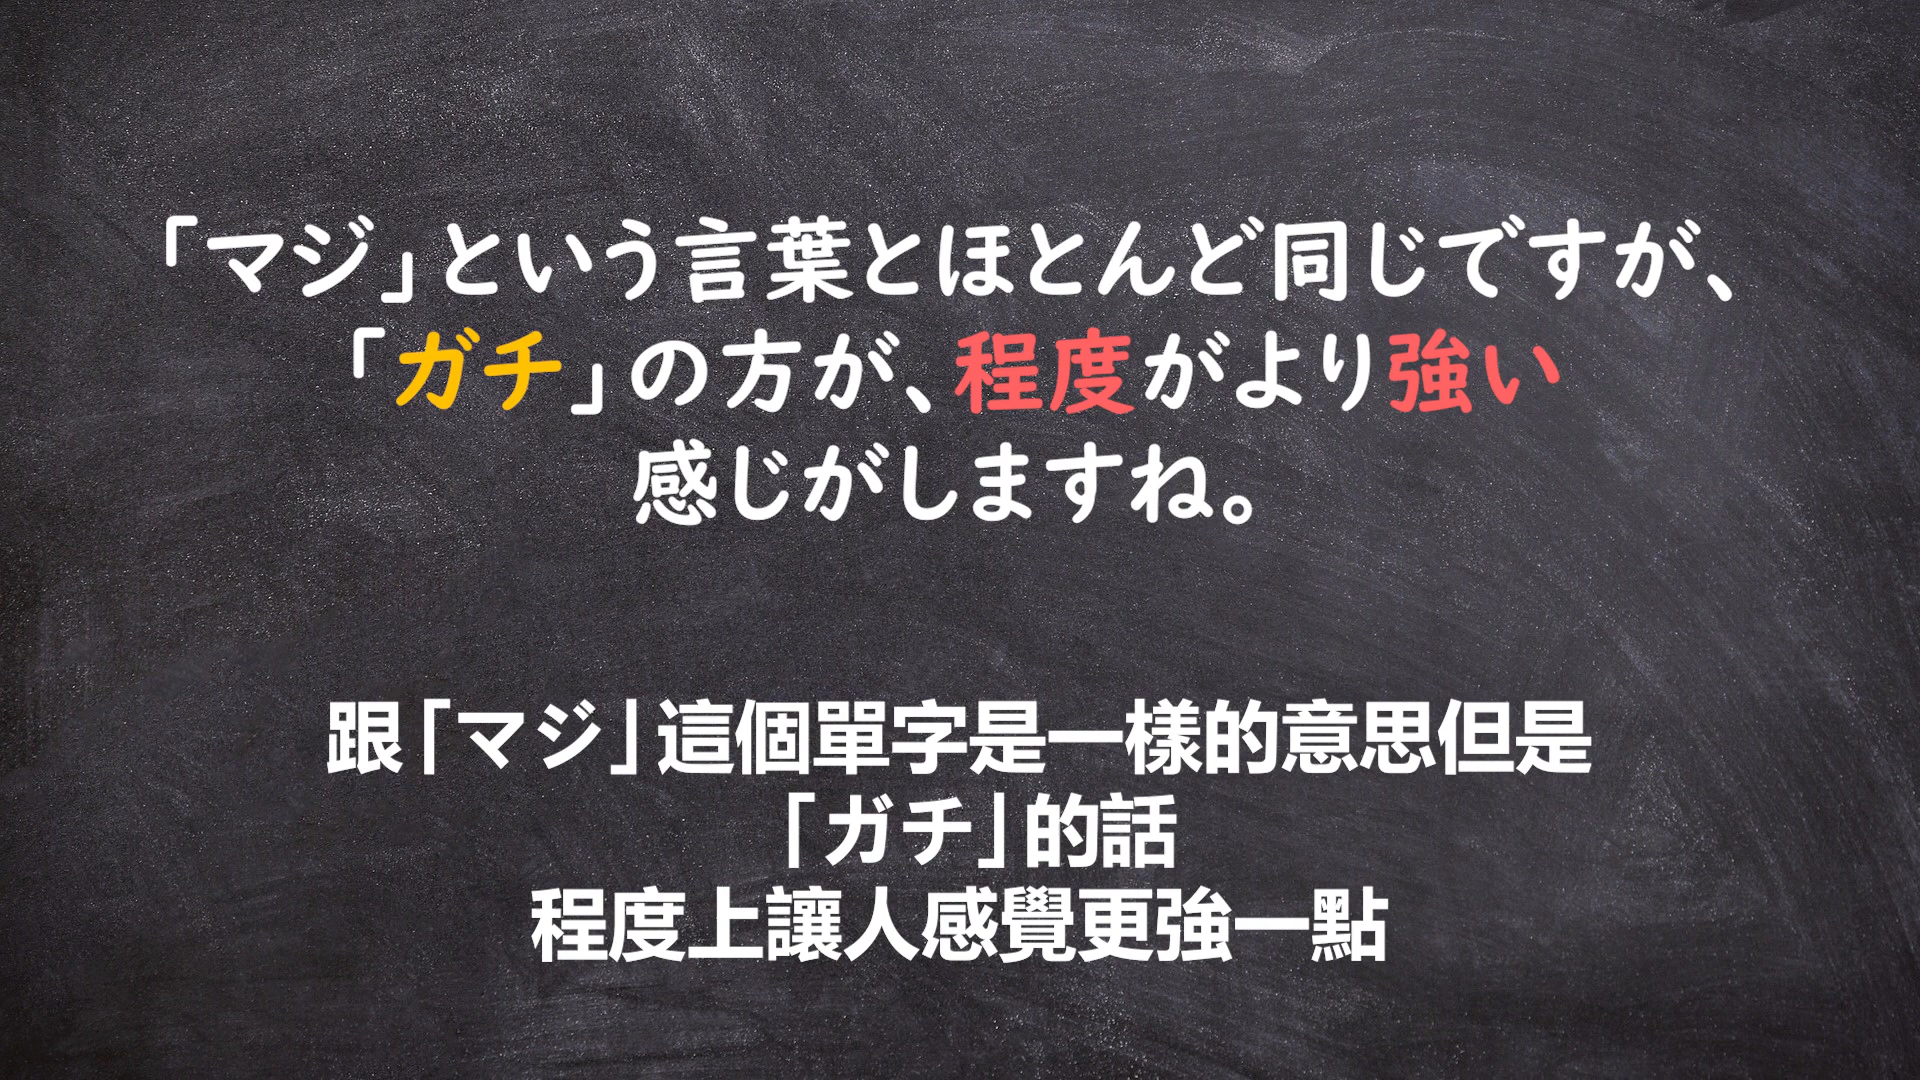 「マジ」という言葉とほとんど同じですが、
「ガチ」の方が、程度がより強い
感じがしますね。
跟「マジ」這個單字是一樣的意思但是
「ガチ」的話
程度上讓人感覺更強一點